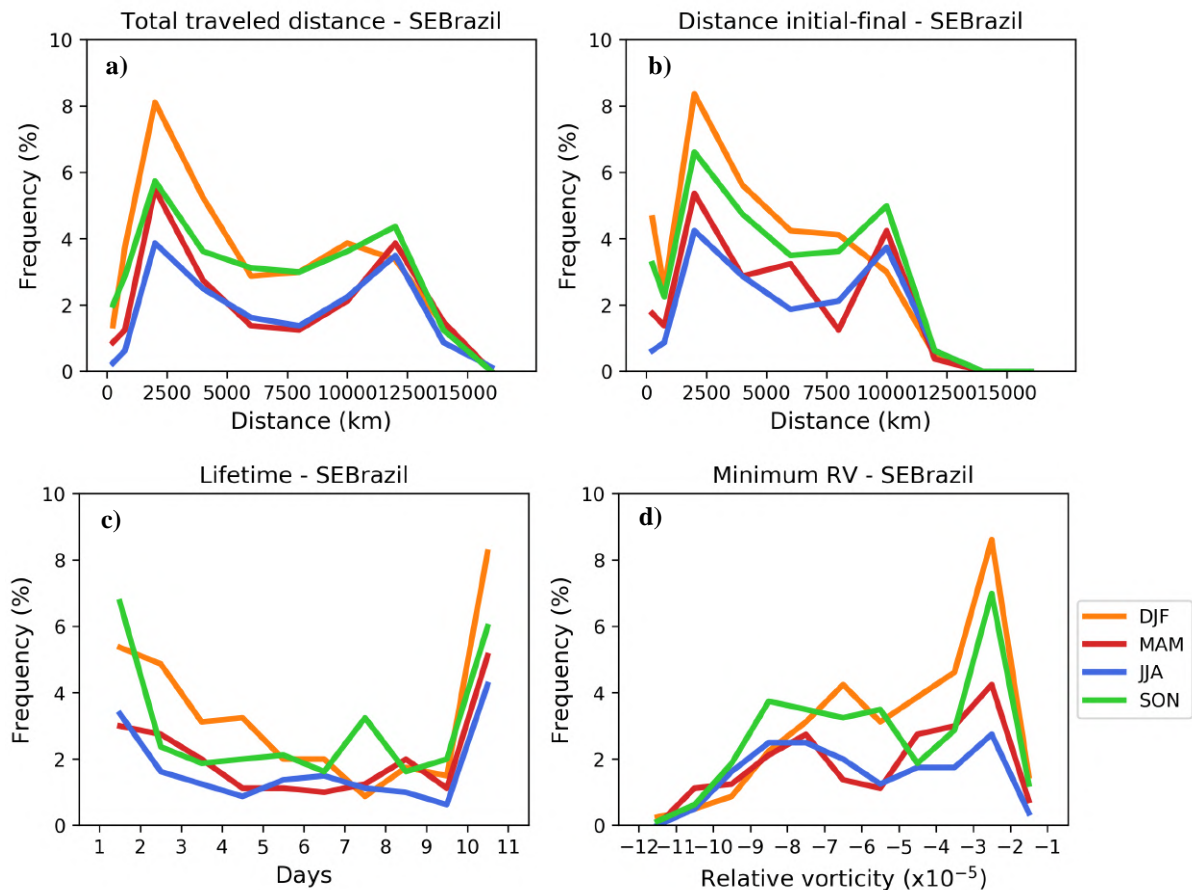 Total traveled distance - SEBrazil
a)
10
8
6
4
2
0
Frequency (%)
0 2500 5000 7500 10000 12500 15000
Distance (km)
Distance initial-final - SEBrazil
b)
10
8
6
4
2
0
Frequency (%)
0 2500 5000 7500 10000 12500 15000
Distance (km)
Lifetime - SEBrazil
c)
10
8
6
4
2
0
Frequency (%)
1 2 3 4 5 6 7 8 9 10 11
Days
Minimum RV - SEBrazil
d)
10
8
6
4
2
0
Frequency (%)
−12 −11 −10 −9 −8 −7 −6 −5 −4 −3 −2 −1
Relative vorticity (x10⁻⁵)
DJF
MAM
JJA
SON